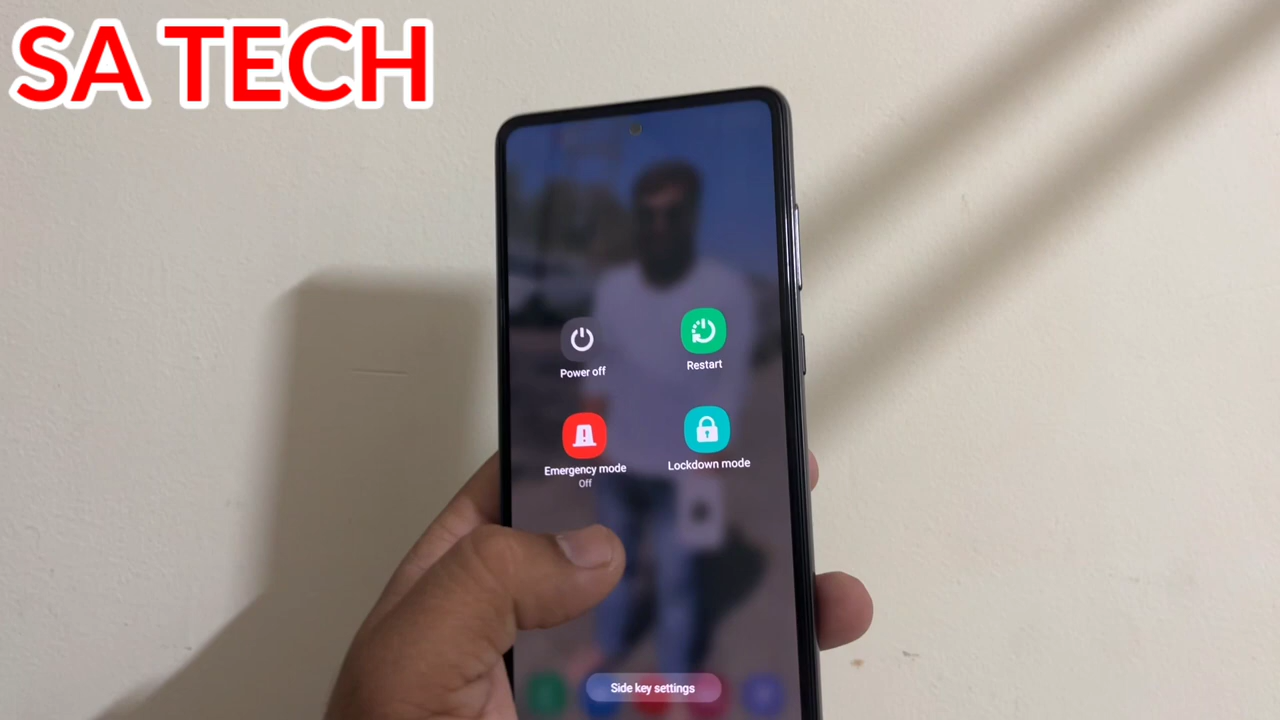 SA TECH
Power off
Restart
Emergency mode
Off
Lockdown mode
Side key settings